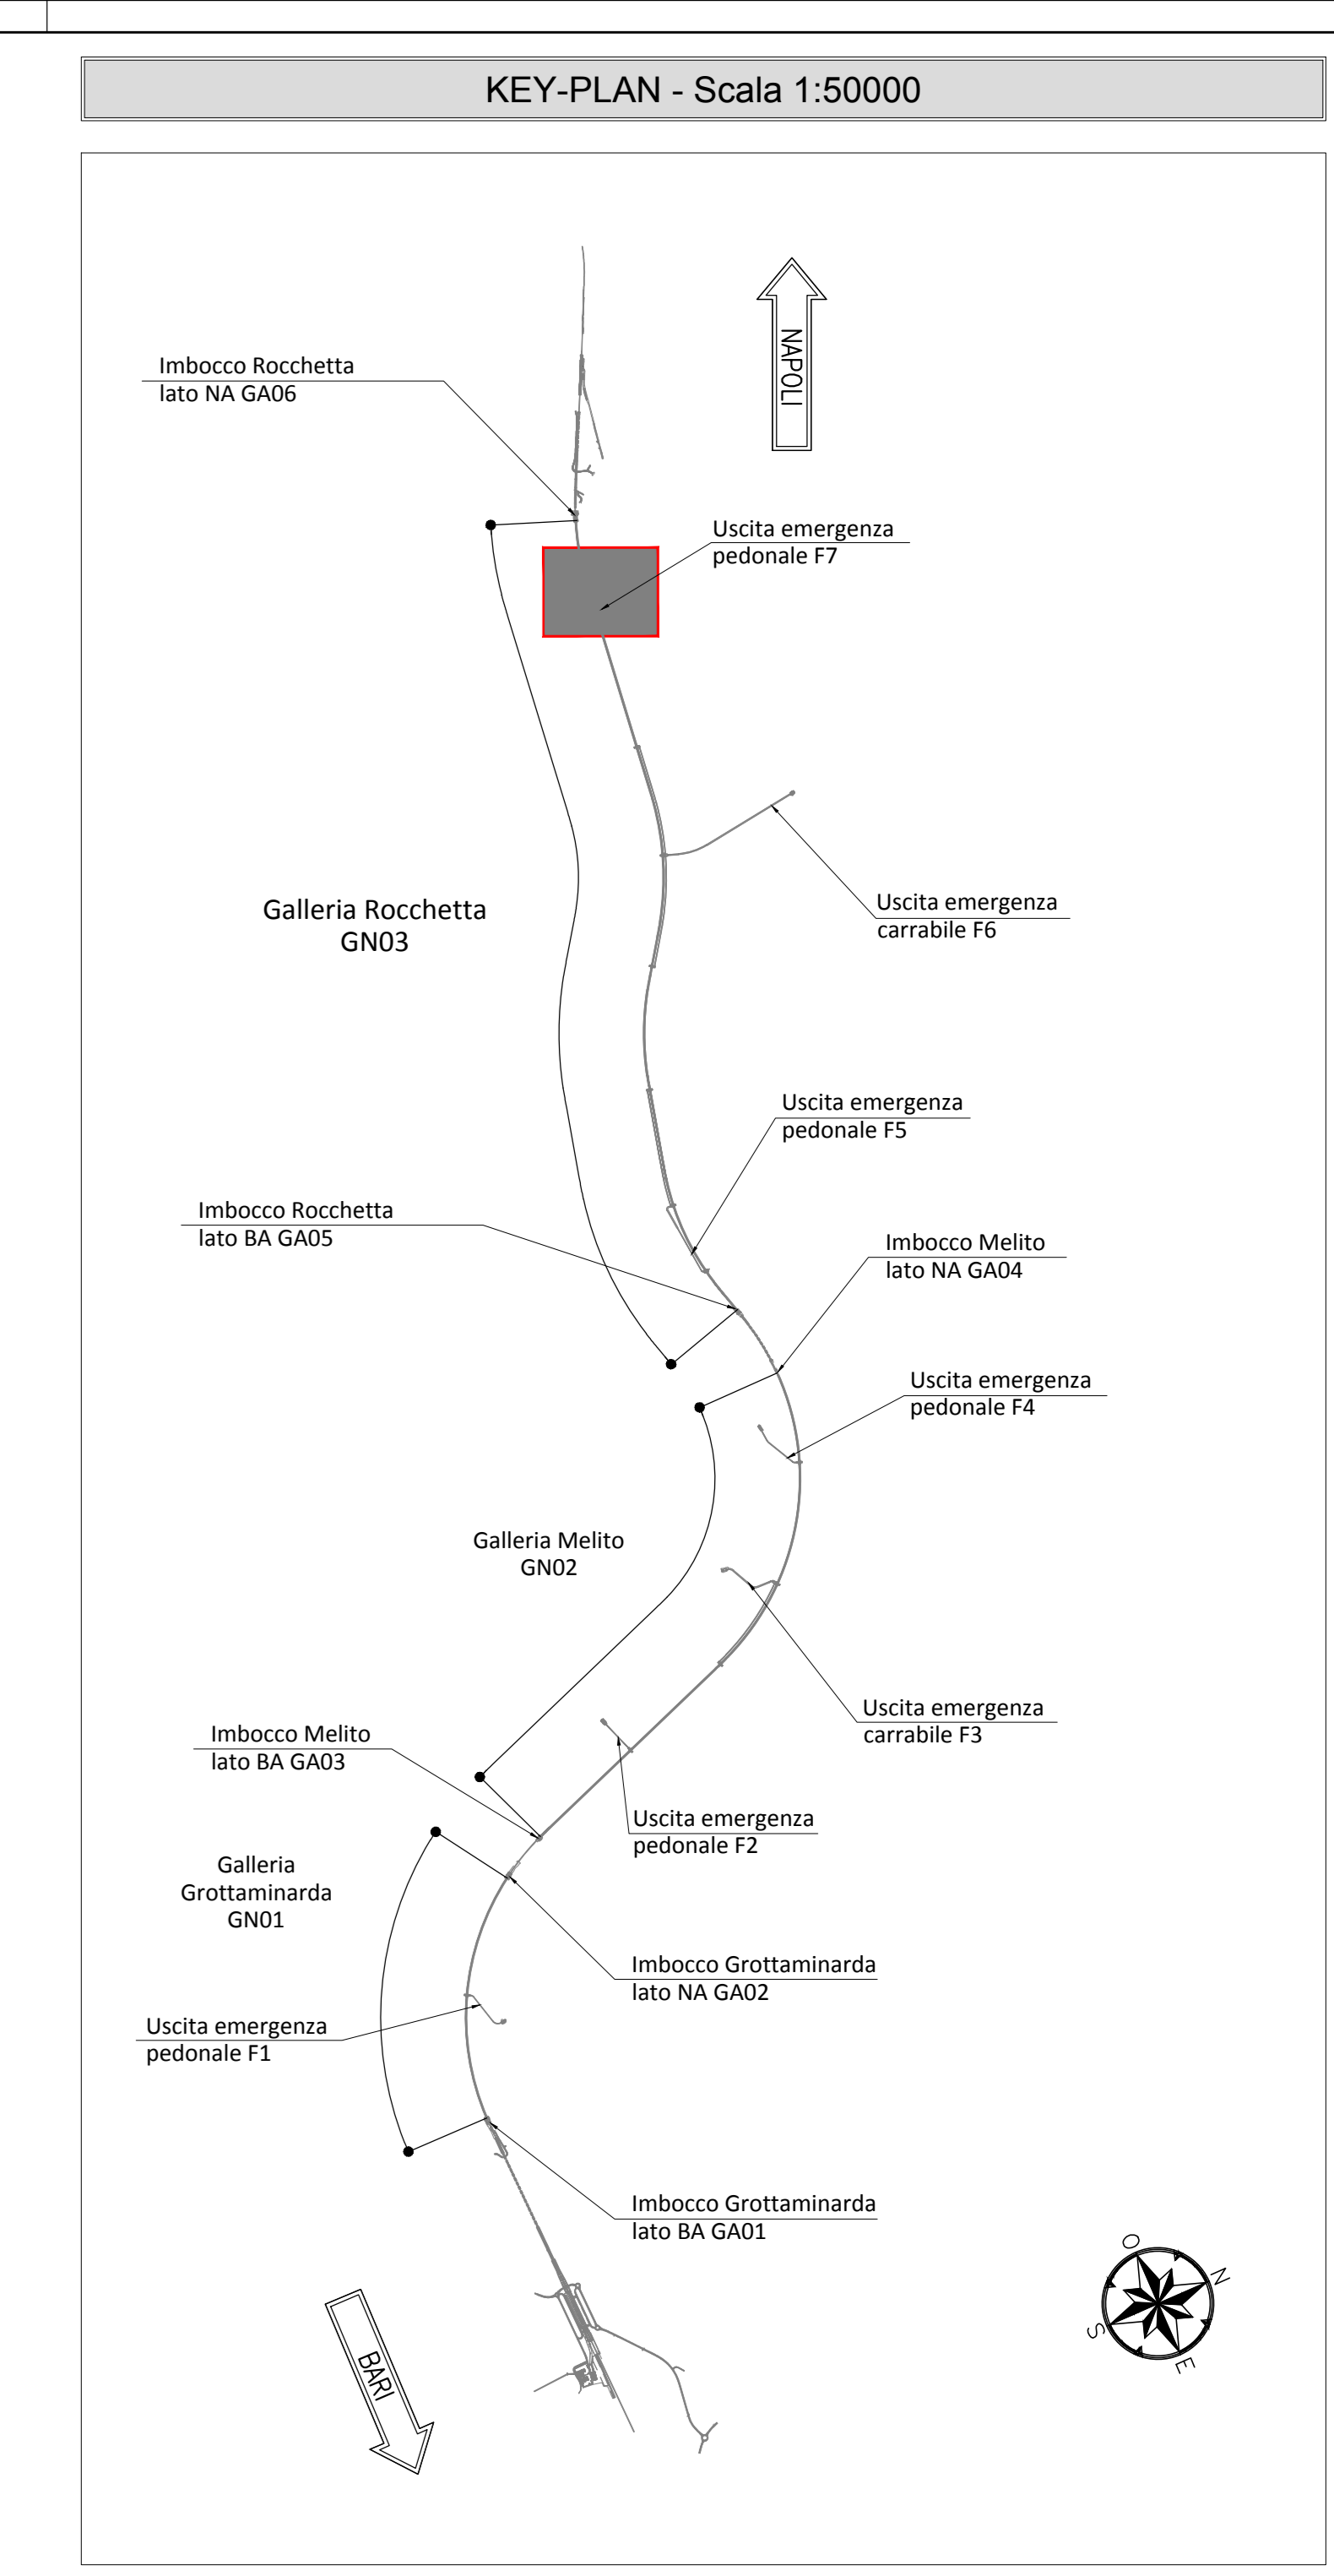 KEY-PLAN - Scala 1:50000
NAPOLI
Imbocco Rocchetta
lato NA GA06
Uscita emergenza
pedonale F7
Uscita emergenza
carrabile F6
Galleria Rocchetta
GN03
Uscita emergenza
pedonale F5
Imbocco Rocchetta
lato BA GA05
Imbocco Melito
lato NA GA04
Uscita emergenza
pedonale F4
Galleria Melito
GN02
Uscita emergenza
carrabile F3
Imbocco Melito
lato BA GA03
Uscita emergenza
pedonale F2
Galleria
Grottaminarda
GN01
Imbocco Grottaminarda
lato NA GA02
Uscita emergenza
pedonale F1
Imbocco Grottaminarda
lato BA GA01
BARI
O
N
S
E